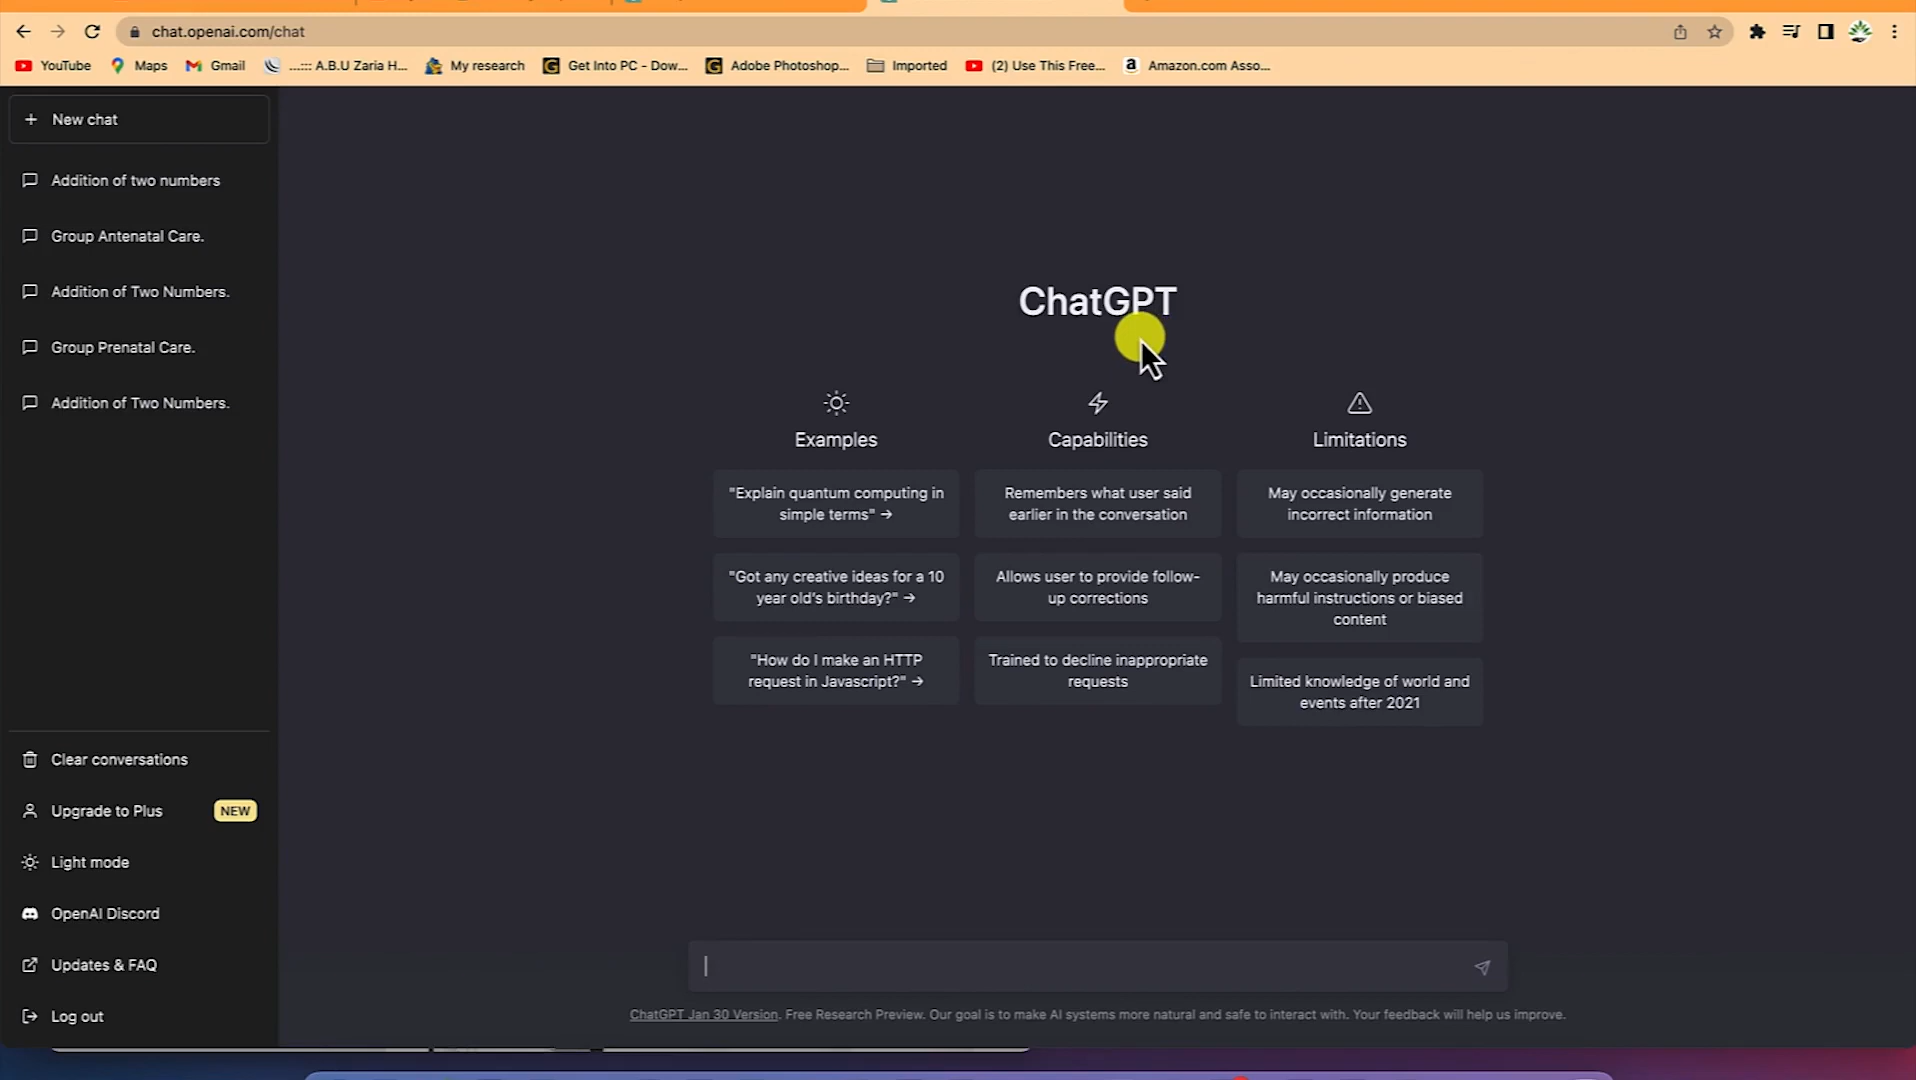 chat.openai.com/chat
YouTube Maps Gmail ...::: A.B.U Zaria H... My research Get Into PC - Dow... Adobe Photoshop... Imported (2) Use This Free... Amazon.com Asso...
+ New chat
Addition of two numbers
Group Antenatal Care.
Addition of Two Numbers.
Group Prenatal Care.
Addition of Two Numbers.
Clear conversations
Upgrade to Plus NEW
Light mode
OpenAI Discord
Updates & FAQ
Log out
ChatGPT
Examples
"Explain quantum computing in
simple terms" →
"Got any creative ideas for a 10
year old's birthday?" →
"How do I make an HTTP
request in Javascript?" →
Capabilities
Remembers what user said
earlier in the conversation
Allows user to provide follow-
up corrections
Trained to decline inappropriate
requests
Limitations
May occasionally generate
incorrect information
May occasionally produce
harmful instructions or biased
content
Limited knowledge of world and
events after 2021
ChatGPT Jan 30 Version. Free Research Preview. Our goal is to make AI systems more natural and safe to interact with. Your feedback will help us improve.